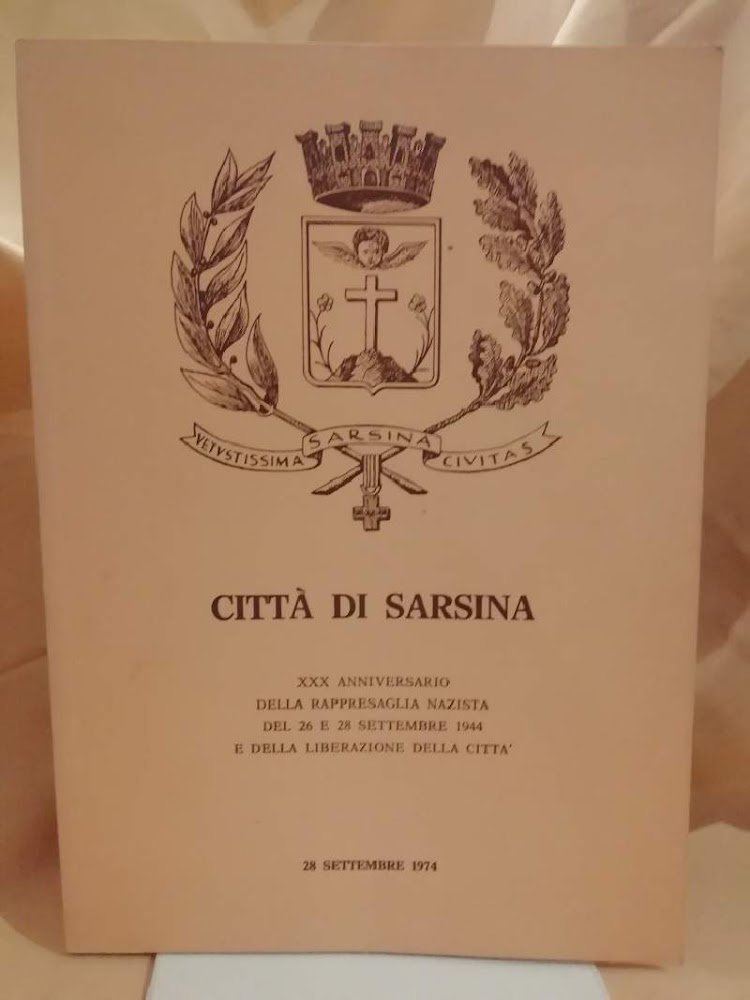 VETVSTISSIMA SARSINA CIVITAS
CITTÀ DI SARSINA
XXX ANNIVERSARIO
DELLA RAPPRESAGLIA NAZISTA
DEL 26 E 28 SETTEMBRE 1944
E DELLA LIBERAZIONE DELLA CITTA'
28 SETTEMBRE 1974